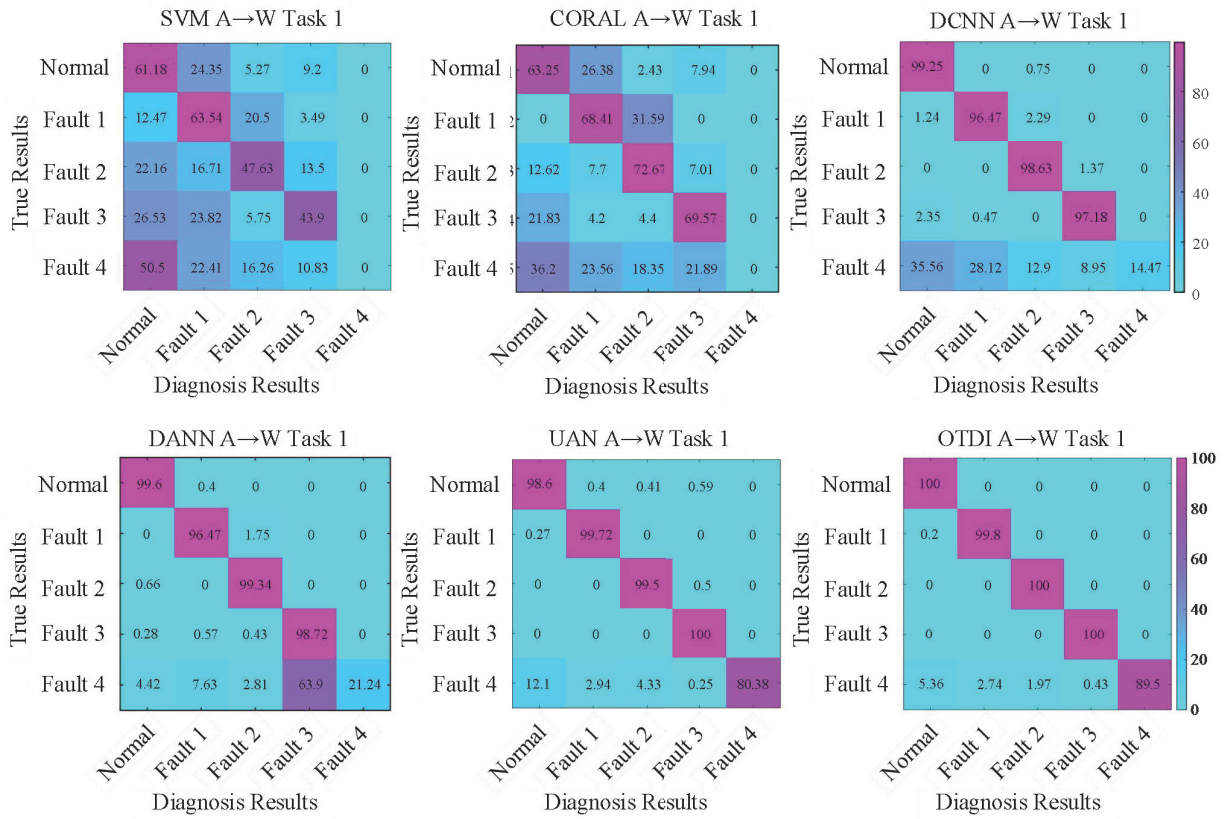 SVM A→W Task 1
Normal 61.18 24.35 5.27 9.2 0
Fault 1 12.47 63.54 20.5 3.49 0
Fault 2 22.16 16.71 47.63 13.5 0
Fault 3 26.53 23.82 5.75 43.9 0
Fault 4 50.5 22.41 16.26 10.83 0
True Results
Normal Fault 1 Fault 2 Fault 3 Fault 4
Diagnosis Results
CORAL A→W Task 1
63.25 26.38 2.43 7.94 0
Normal
2 0 68.41 31.59 0 0
Fault 1
3 12.62 7.7 72.67 7.01 0
Fault 2
4 21.83 4.2 4.4 69.57 0
Fault 3
5 36.2 23.56 18.35 21.89 0
Fault 4
True Results
Normal Fault 1 Fault 2 Fault 3 Fault 4
Diagnosis Results
DCNN A→W Task 1
Normal 99.25 0 0.75 0 0
Fault 1 1.24 96.47 2.29 0 0
Fault 2 0 0 98.63 1.37 0
Fault 3 2.35 0.47 0 97.18 0
Fault 4 35.56 28.12 12.9 8.95 14.47
True Results
Normal Fault 1 Fault 2 Fault 3 Fault 4
Diagnosis Results
80
60
40
20
0
DANN A→W Task 1
Normal 99.6 0.4 0 0 0
Fault 1 0 96.47 1.75 0 0
Fault 2 0.66 0 99.34 0 0
Fault 3 0.28 0.57 0.43 98.72 0
Fault 4 4.42 7.63 2.81 63.9 21.24
True Results
Normal Fault 1 Fault 2 Fault 3 Fault 4
Diagnosis Results
UAN A→W Task 1
Normal 98.6 0.4 0.41 0.59 0
Fault 1 0.27 99.72 0 0 0
Fault 2 0 0 99.5 0.5 0
Fault 3 0 0 0 100 0
Fault 4 12.1 2.94 4.33 0.25 80.38
True Results
Normal Fault 1 Fault 2 Fault 3 Fault 4
Diagnosis Results
OTDI A→W Task 1
Normal 100 0 0 0 0
Fault 1 0.2 99.8 0 0 0
Fault 2 0 0 100 0 0
Fault 3 0 0 0 100 0
Fault 4 5.36 2.74 1.97 0.43 89.5
True Results
Normal Fault 1 Fault 2 Fault 3 Fault 4
Diagnosis Results
100
80
60
40
20
0